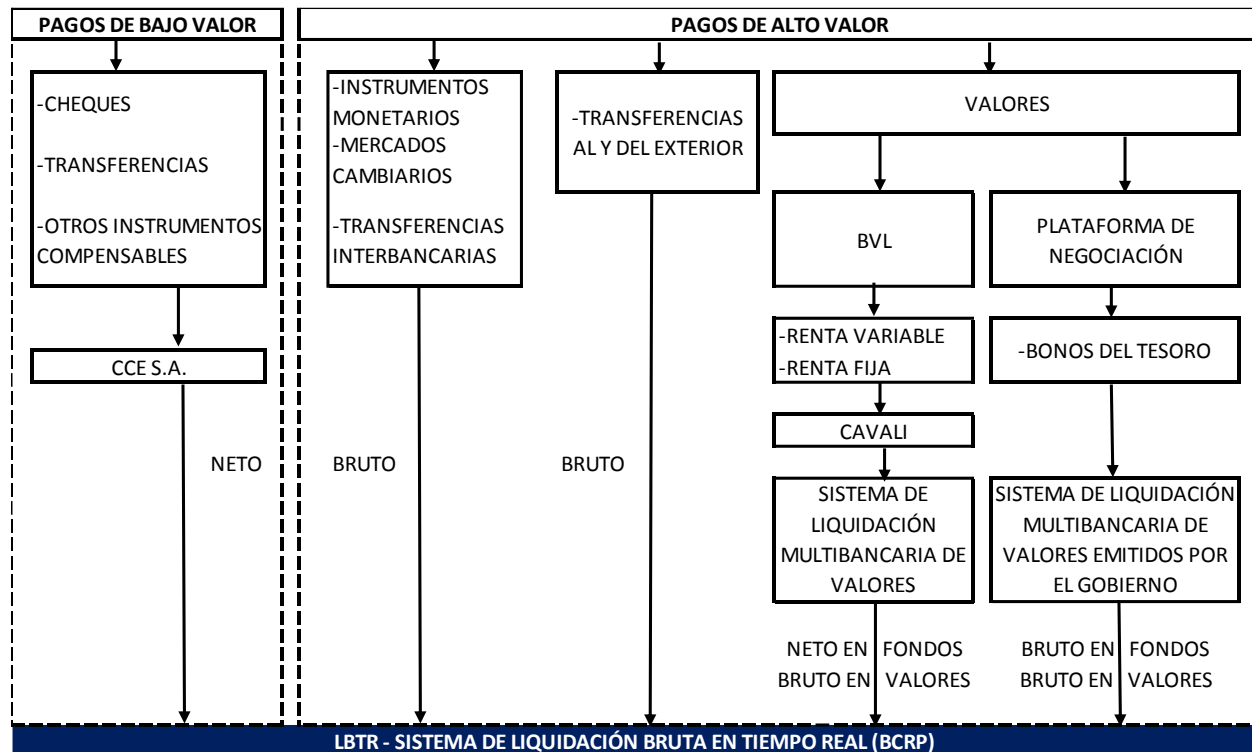 PAGOS DE BAJO VALOR
PAGOS DE ALTO VALOR
-CHEQUES
-TRANSFERENCIAS
-OTROS INSTRUMENTOS
COMPENSABLES
-INSTRUMENTOS
MONETARIOS
-MERCADOS
CAMBIARIOS
-TRANSFERENCIAS
INTERBANCARIAS
-TRANSFERENCIAS
AL Y DEL EXTERIOR
VALORES
BVL
PLATAFORMA DE
NEGOCIACIÓN
-RENTA VARIABLE
-RENTA FIJA
-BONOS DEL TESORO
CCE S.A.
CAVALI
NETO
BRUTO
BRUTO
SISTEMA DE
LIQUIDACIÓN
MULTIBANCARIA DE
VALORES
SISTEMA DE LIQUIDACIÓN
MULTIBANCARIA DE
VALORES EMITIDOS POR
EL GOBIERNO
NETO EN FONDOS
BRUTO EN VALORES
BRUTO EN FONDOS
BRUTO EN VALORES
LBTR - SISTEMA DE LIQUIDACIÓN BRUTA EN TIEMPO REAL (BCRP)